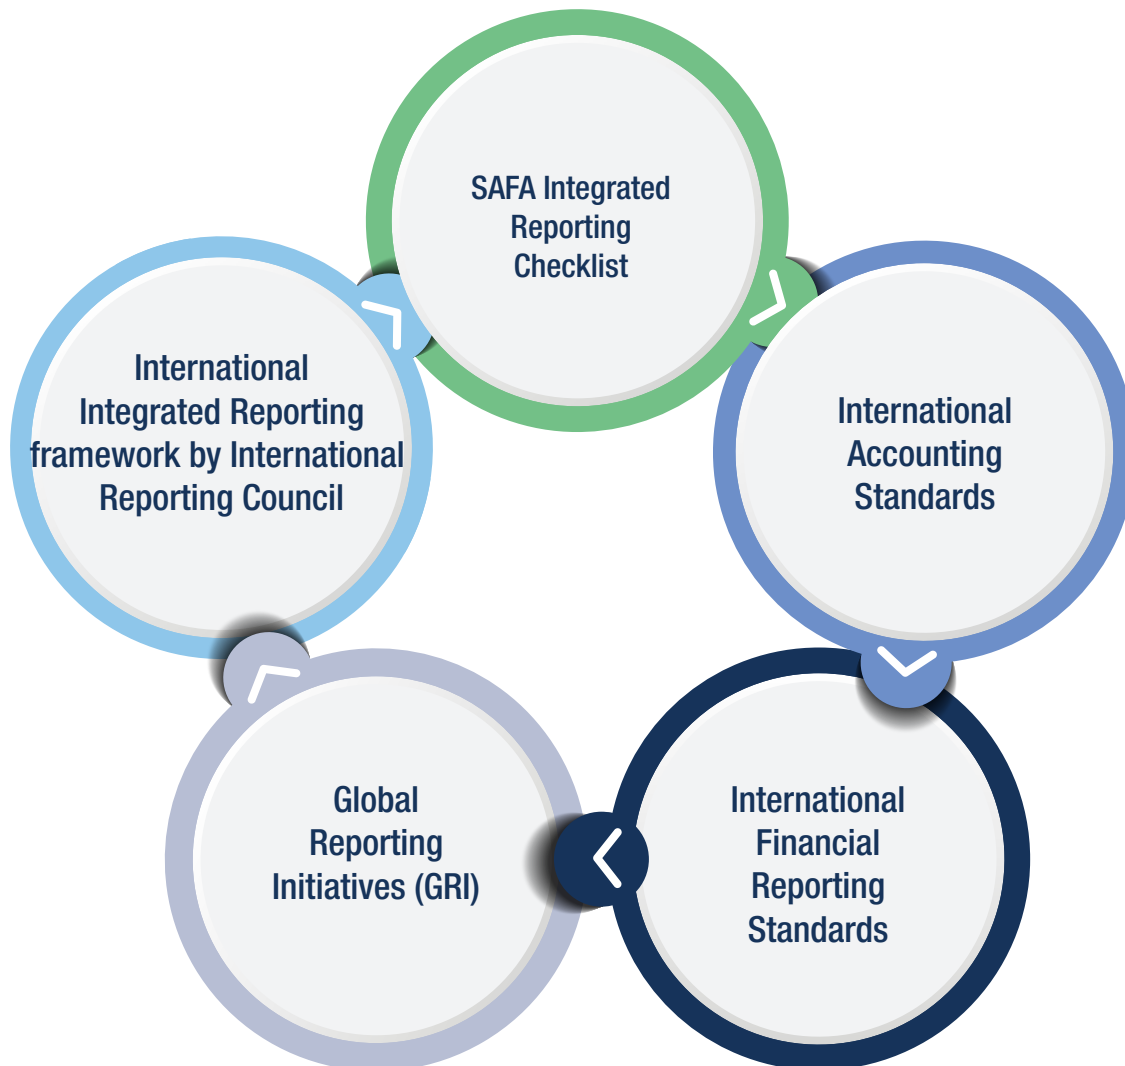 SAFA Integrated
Reporting
Checklist
International
Accounting
Standards
International
Financial
Reporting
Standards
Global
Reporting
Initiatives (GRI)
International
Integrated Reporting
framework by International
Reporting Council